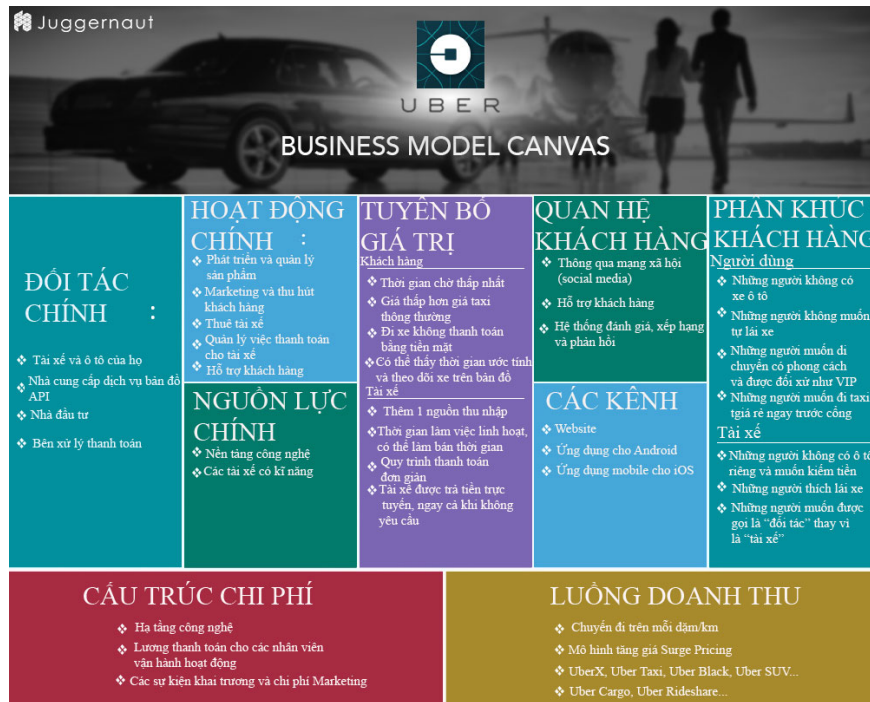 Juggernaut
UBER
BUSINESS MODEL CANVAS
ĐỐI TÁC
CHÍNH :
❖ Tài xế và ô tô của họ
❖ Nhà cung cấp dịch vụ bản đồ
API
❖ Nhà đầu tư
❖ Bên xử lý thanh toán
HOẠT ĐỘNG
CHÍNH :
❖ Phát triển và quản lý
sản phẩm
❖ Marketing và thu hút
khách hàng
❖ Thuê tài xế
❖ Quản lý việc thanh toán
cho tài xế
❖ Hỗ trợ khách hàng
NGUỒN LỰC
CHÍNH
❖ Nền tảng công nghệ
❖ Các tài xế có kĩ năng
TUYÊN BỐ
GIÁ TRỊ
Khách hàng
❖ Thời gian chờ thấp nhất
❖ Giá thấp hơn giá taxi
thông thường
❖ Đi xe không thanh toán
bằng tiền mặt
❖ Có thể thấy thời gian ước tính
và theo dõi xe trên bản đồ
Tài xế
❖ Thêm 1 nguồn thu nhập
❖ Thời gian làm việc linh hoạt,
có thể làm bán thời gian
❖ Quy trình thanh toán
đơn giản
❖ Tài xế được trả tiền trực
tuyến, ngay cả khi không
yêu cầu
QUAN HỆ
KHÁCH HÀNG
❖ Thông qua mạng xã hội
(social media)
❖ Hỗ trợ khách hàng
❖ Hệ thống đánh giá, xếp hạng
và phản hồi
CÁC KÊNH
❖ Website
❖ Ứng dụng cho Android
❖ Ứng dụng mobile cho iOS
PHÂN KHÚC
KHÁCH HÀNG
Người dùng
❖ Những người không có
xe ô tô
❖ Những người không muốn
tự lái xe
❖ Những người muốn di
chuyển có phong cách
và được đối xử như VIP
❖ Những người muốn đi taxi
tgiá rẻ ngay trước cổng
Tài xế
❖ Những người không có ô tô
riêng và muốn kiếm tiền
❖ Những người thích lái xe
❖ Những người muốn được
gọi là “đối tác” thay vì
là “tài xế”
CẤU TRÚC CHI PHÍ
❖ Hạ tầng công nghệ
❖ Lương thanh toán cho các nhân viên
vận hành hoạt động
❖ Các sự kiện khai trương và chi phí Marketing
LUỒNG DOANH THU
❖ Chuyến đi trên mỗi dặm/km
❖ Mô hình tăng giá Surge Pricing
❖ UberX, Uber Taxi, Uber Black, Uber SUV...
❖ Uber Cargo, Uber Rideshare...